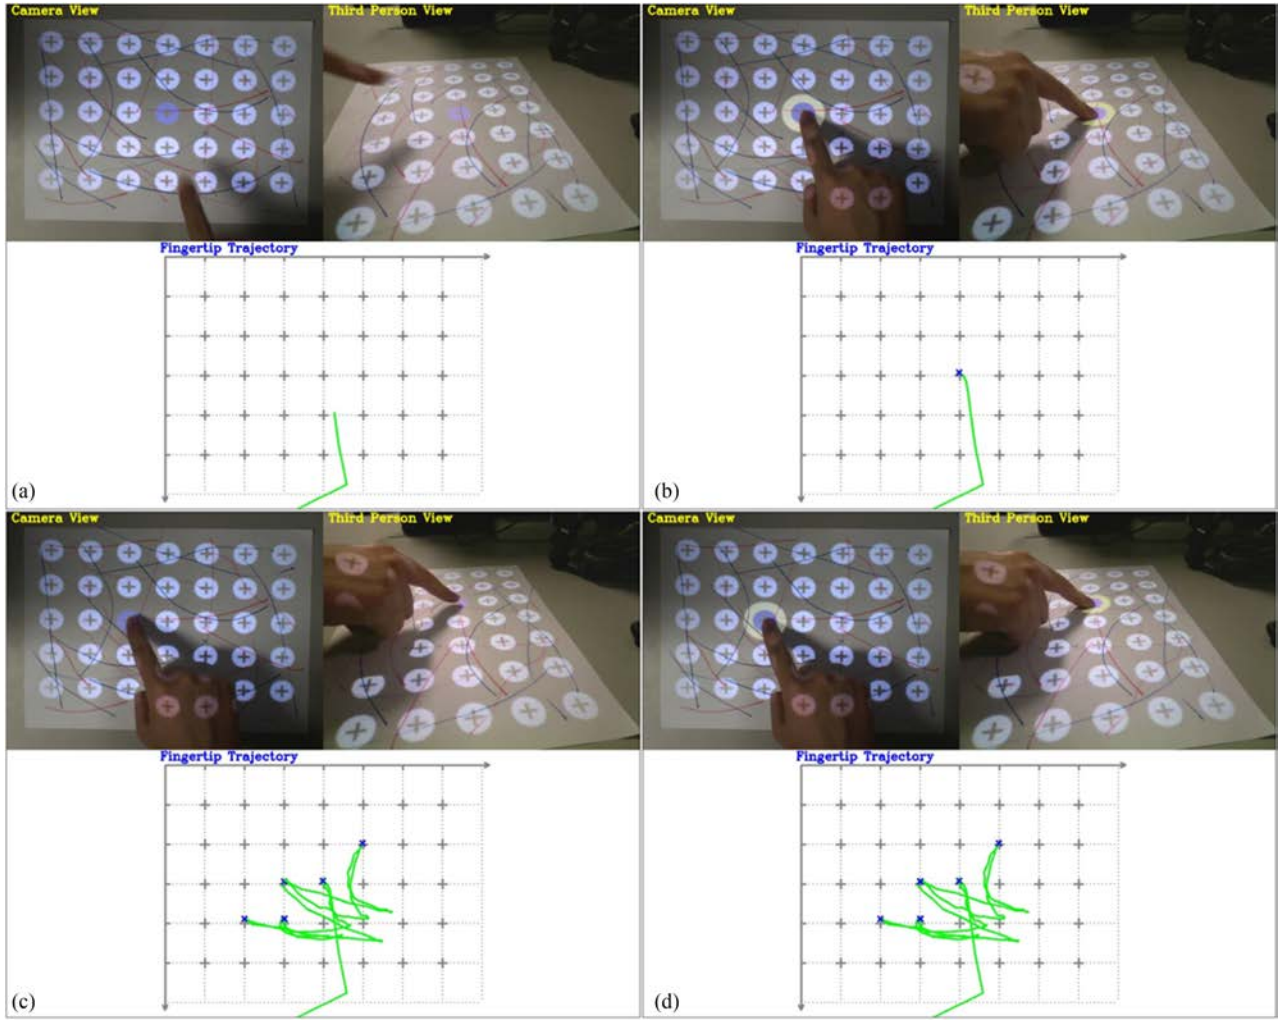 Camera View
Third Person View
Camera View
Third Person View
Fingertip Trajectory
Fingertip Trajectory
(a)
(b)
Camera View
Third Person View
Camera View
Third Person View
Fingertip Trajectory
Fingertip Trajectory
(c)
(d)